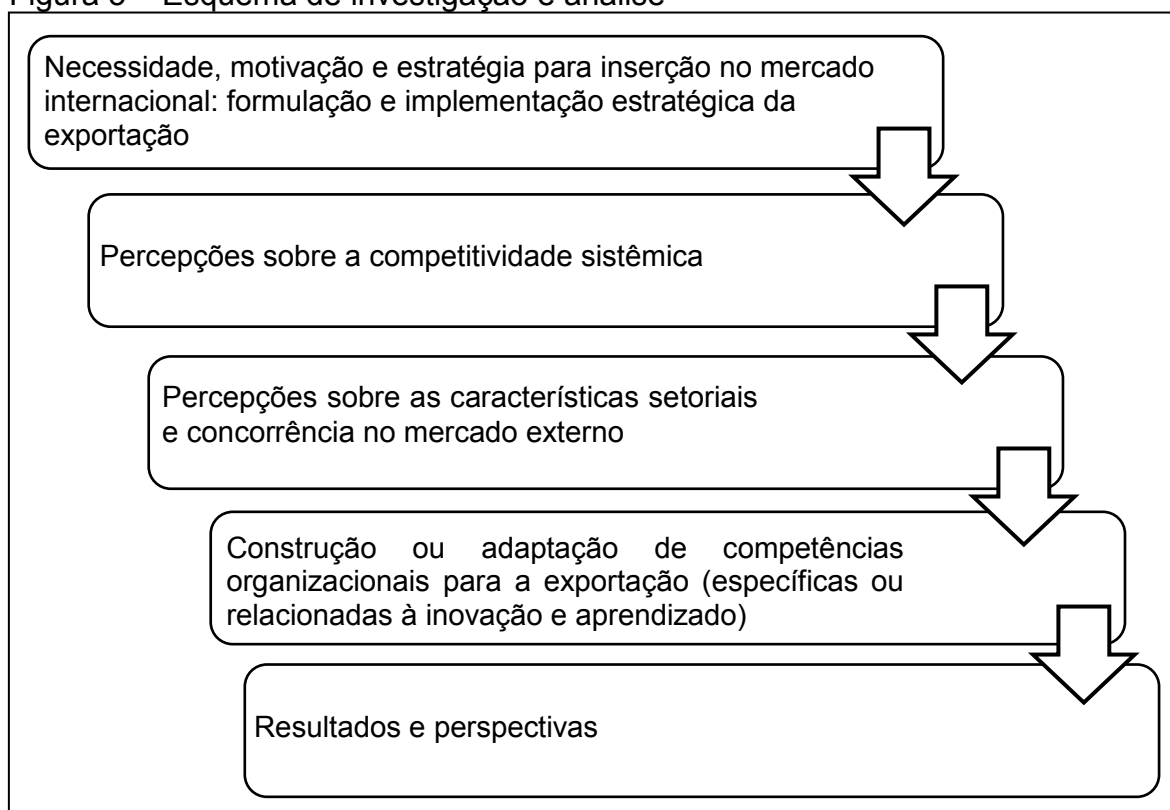 Esquema de investigação e análise
Necessidade, motivação e estratégia para inserção no mercado
internacional: formulação e implementação estratégica da
exportação
Percepções sobre a competitividade sistêmica
Percepções sobre as características setoriais
e concorrência no mercado externo
Construção ou adaptação de competências
organizacionais para a exportação (específicas ou
relacionadas à inovação e aprendizado)
Resultados e perspectivas